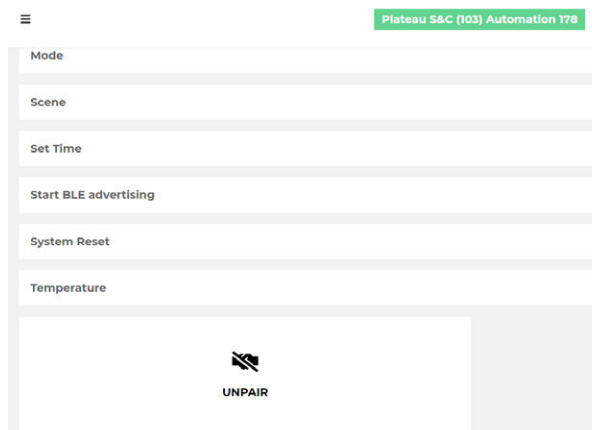 Plateau S&C (103) Automation 178
Mode
Scene
Set Time
Start BLE advertising
System Reset
Temperature
UNPAIR